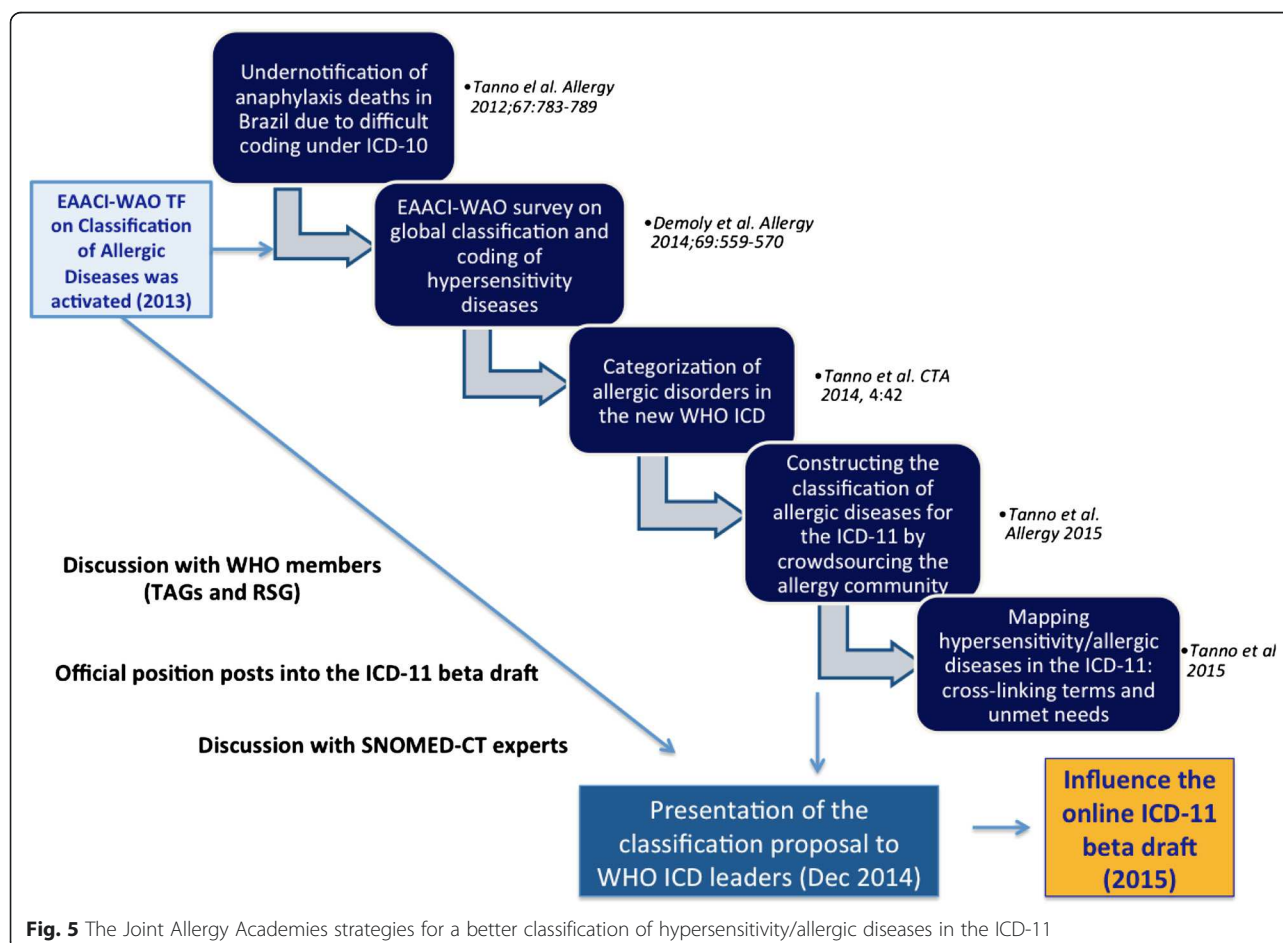 Undernotification of
anaphylaxis deaths in
Brazil due to difficult
coding under ICD-10
•Tanno el al. Allergy
2012;67:783-789
EAACI-WAO TF
on Classification
of Allergic
Diseases was
activated (2013)
EAACI-WAO survey on
global classification and
coding of
hypersensitivity
diseases
•Demoly et al. Allergy
2014;69:559-570
Categorization of
allergic disorders in
the new WHO ICD
•Tanno et al. CTA
2014, 4:42
Constructing the
classification of
allergic diseases for
the ICD-11 by
crowdsourcing the
allergy community
•Tanno et al.
Allergy 2015
Mapping
hypersensitivity/allergic
diseases in the ICD-11:
cross-linking terms and
unmet needs
•Tanno et al
2015
Discussion with WHO members
(TAGs and RSG)
Official position posts into the ICD-11 beta draft
Discussion with SNOMED-CT experts
Presentation of the
classification proposal to
WHO ICD leaders (Dec 2014)
Influence the
online ICD-11
beta draft
(2015)
Fig. 5 The Joint Allergy Academies strategies for a better classification of hypersensitivity/allergic diseases in the ICD-11